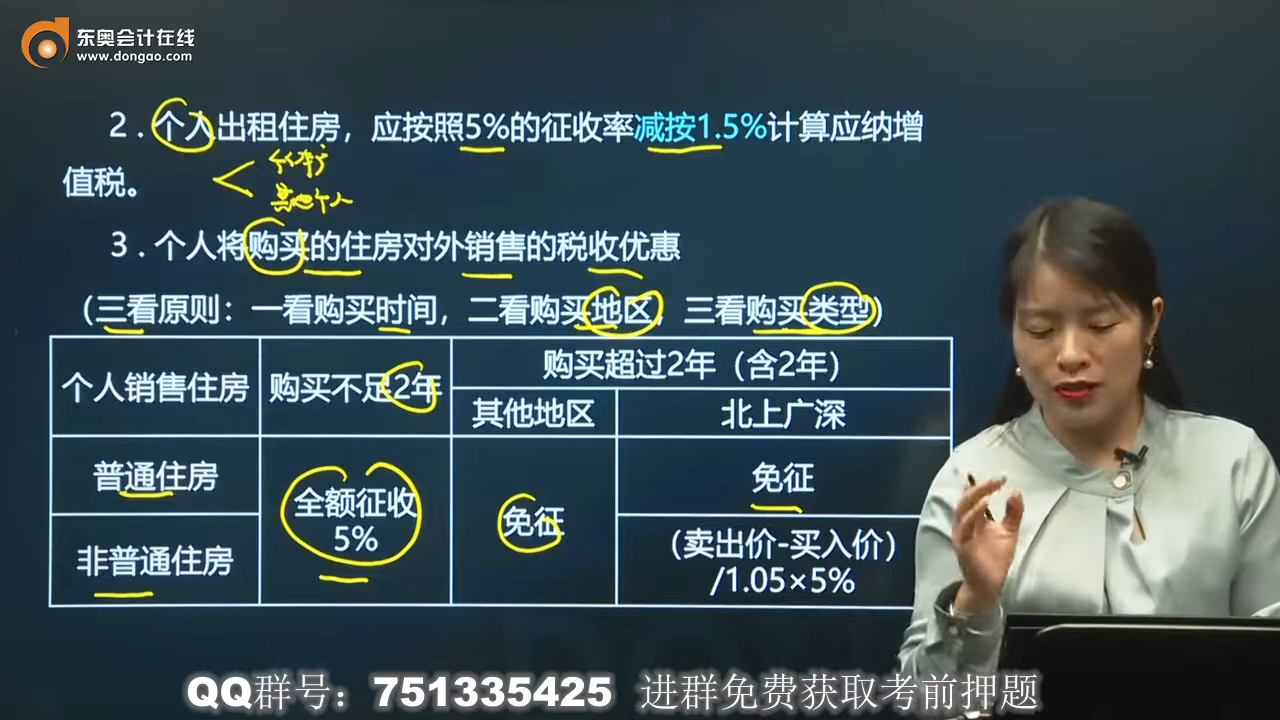 东奥会计在线
www.dongao.com
2.个人出租住房，应按照5%的征收率减按1.5%计算应纳增
值税。
个体户
其他个人
3.个人将购买的住房对外销售的税收优惠
（三看原则：一看购买时间，二看购买地区，三看购买类型）
个人销售住房
购买不足2年
购买超过2年（含2年）
其他地区
北上广深
普通住房
全额征收
5%
免征
免征
非普通住房
（卖出价-买入价）
/1.05×5%
QQ群号：751335425 进群免费获取考前押题